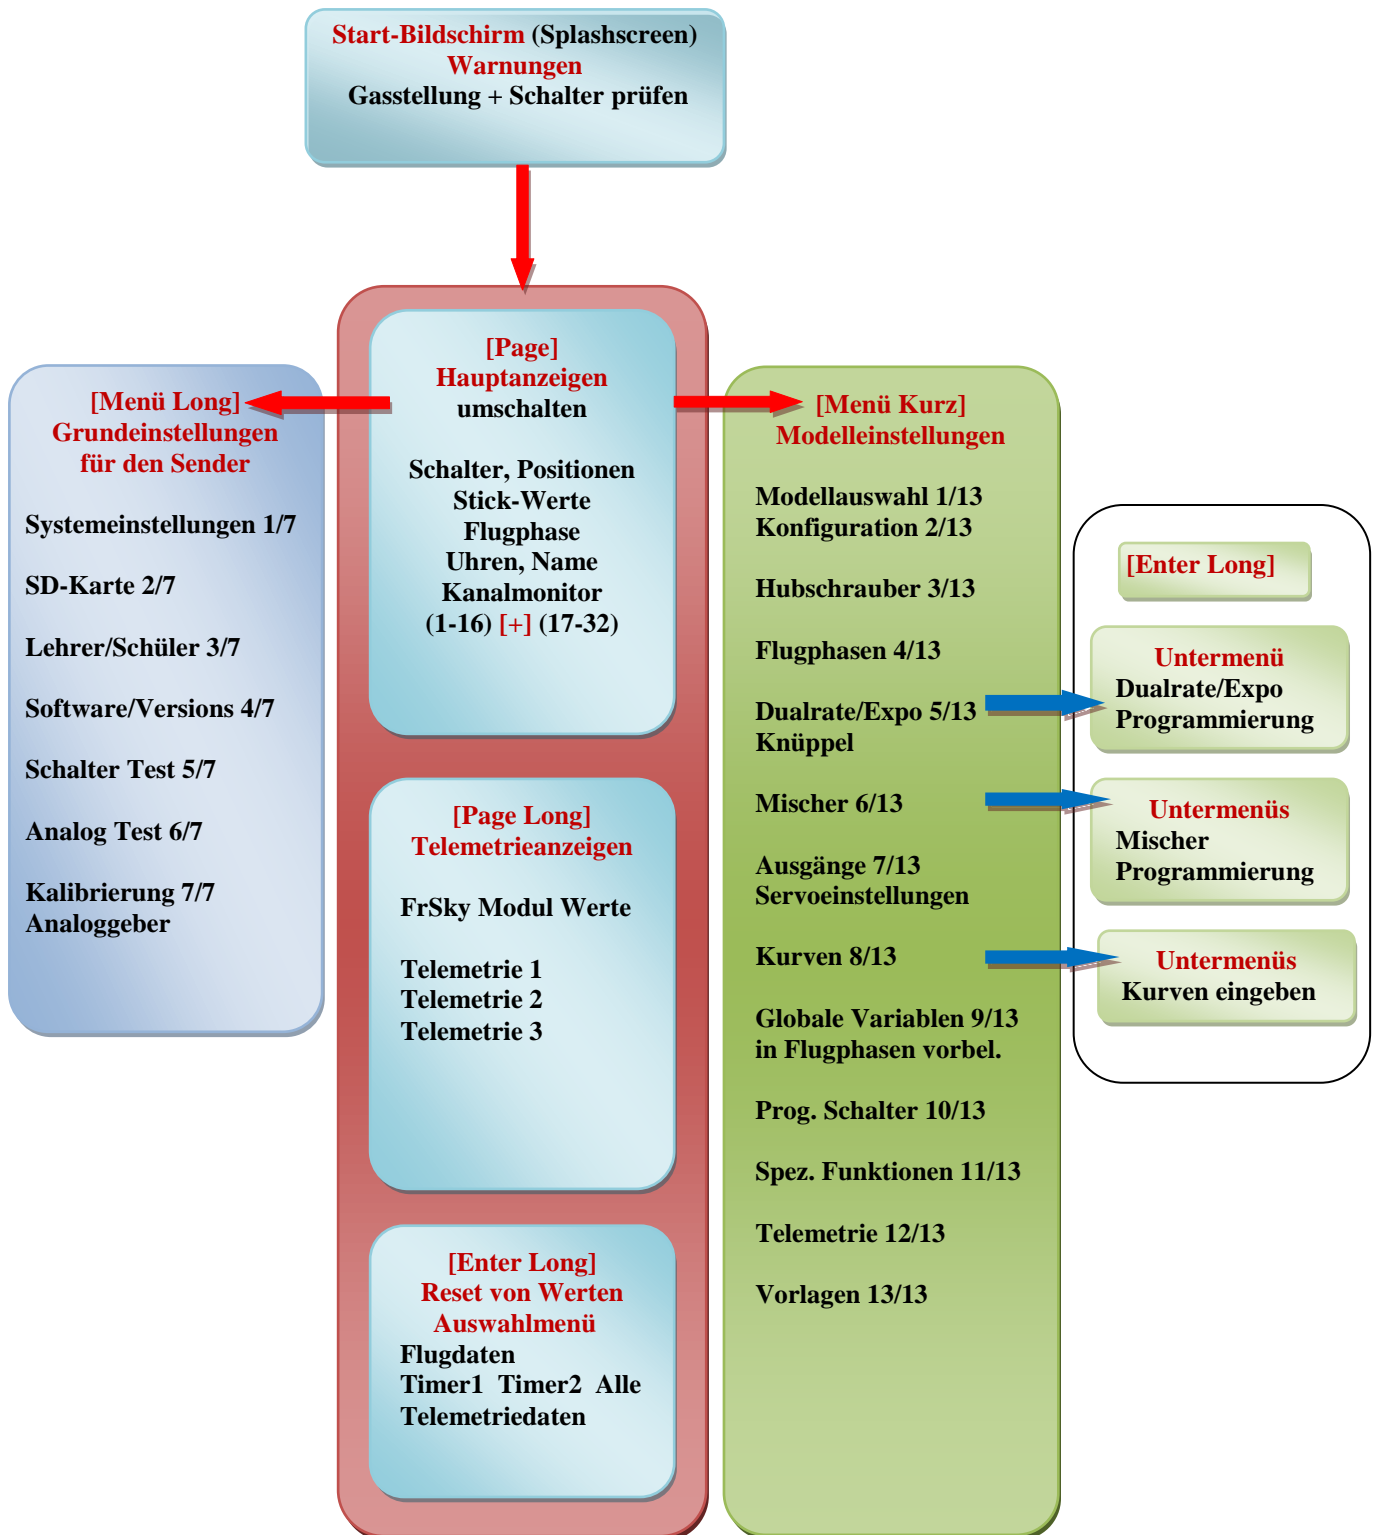 Start-Bildschirm (Splashscreen)
Warnungen
Gasstellung + Schalter prüfen
[Menü Long]
Grundeinstellungen
für den Sender
Systemeinstellungen 1/7
SD-Karte 2/7
Lehrer/Schüler 3/7
Software/Versions 4/7
Schalter Test 5/7
Analog Test 6/7
Kalibrierung 7/7
Analoggeber
[Page]
Hauptanzeigen
umschalten
Schalter, Positionen
Stick-Werte
Flugphase
Uhren, Name
Kanalmonitor
(1-16) [+] (17-32)
[Page Long]
Telemetrieanzeigen
FrSky Modul Werte
Telemetrie 1
Telemetrie 2
Telemetrie 3
[Enter Long]
Reset von Werten
Auswahlmenü
Flugdaten
Timer1 Timer2 Alle
Telemetriedaten
[Menü Kurz]
Modelleinstellungen
Modellauswahl 1/13
Konfiguration 2/13
Hubschrauber 3/13
Flugphasen 4/13
Dualrate/Expo 5/13
Knüppel
Mischer 6/13
Ausgänge 7/13
Servoeinstellungen
Kurven 8/13
Globale Variablen 9/13
in Flugphasen vorbel.
Prog. Schalter 10/13
Spez. Funktionen 11/13
Telemetrie 12/13
Vorlagen 13/13
[Enter Long]
Untermenü
Dualrate/Expo
Programmierung
Untermenüs
Mischer
Programmierung
Untermenüs
Kurven eingeben